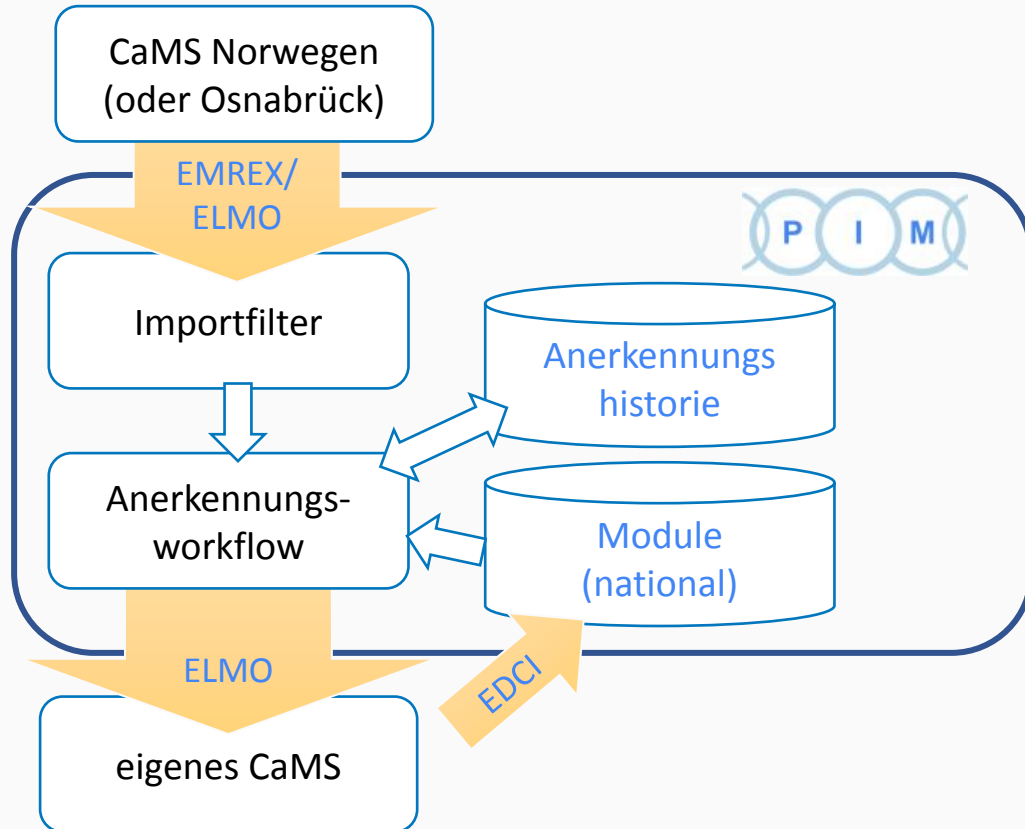 CaMS Norwegen
(oder Osnabrück)
EMREX/
ELMO
P I M
Importfilter
Anerkennungs
historie
Anerkennungs-
workflow
Module
(national)
ELMO
EDCI
eigenes CaMS